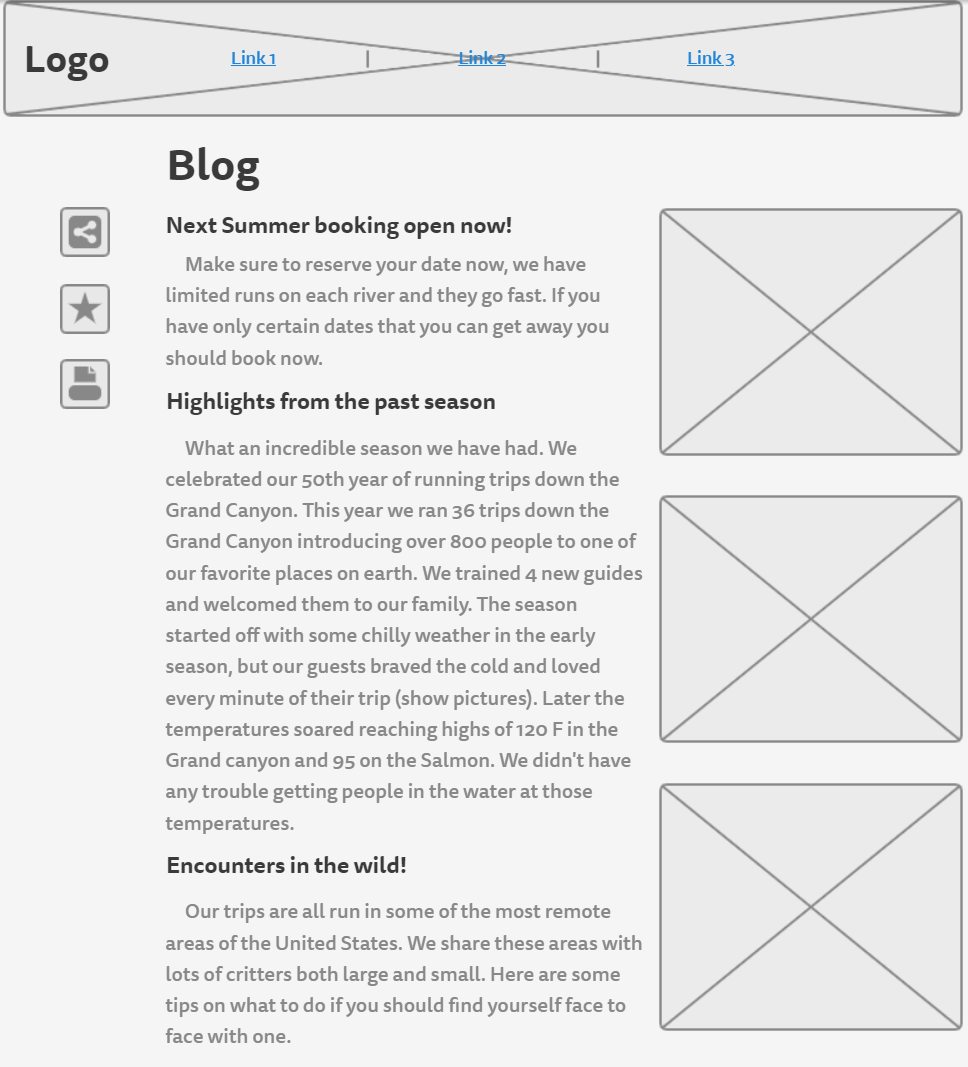 Logo
Link 1 | Link 2 | Link 3
Blog
Next Summer booking open now!
Make sure to reserve your date now, we have
limited runs on each river and they go fast. If you
have only certain dates that you can get away you
should book now.
Highlights from the past season
What an incredible season we have had. We
celebrated our 50th year of running trips down the
Grand Canyon. This year we ran 36 trips down the
Grand Canyon introducing over 800 people to one of
our favorite places on earth. We trained 4 new guides
and welcomed them to our family. The season
started off with some chilly weather in the early
season, but our guests braved the cold and loved
every minute of their trip (show pictures). Later the
temperatures soared reaching highs of 120 F in the
Grand canyon and 95 on the Salmon. We didn't have
any trouble getting people in the water at those
temperatures.
Encounters in the wild!
Our trips are all run in some of the most remote
areas of the United States. We share these areas with
lots of critters both large and small. Here are some
tips on what to do if you should find yourself face to
face with one.